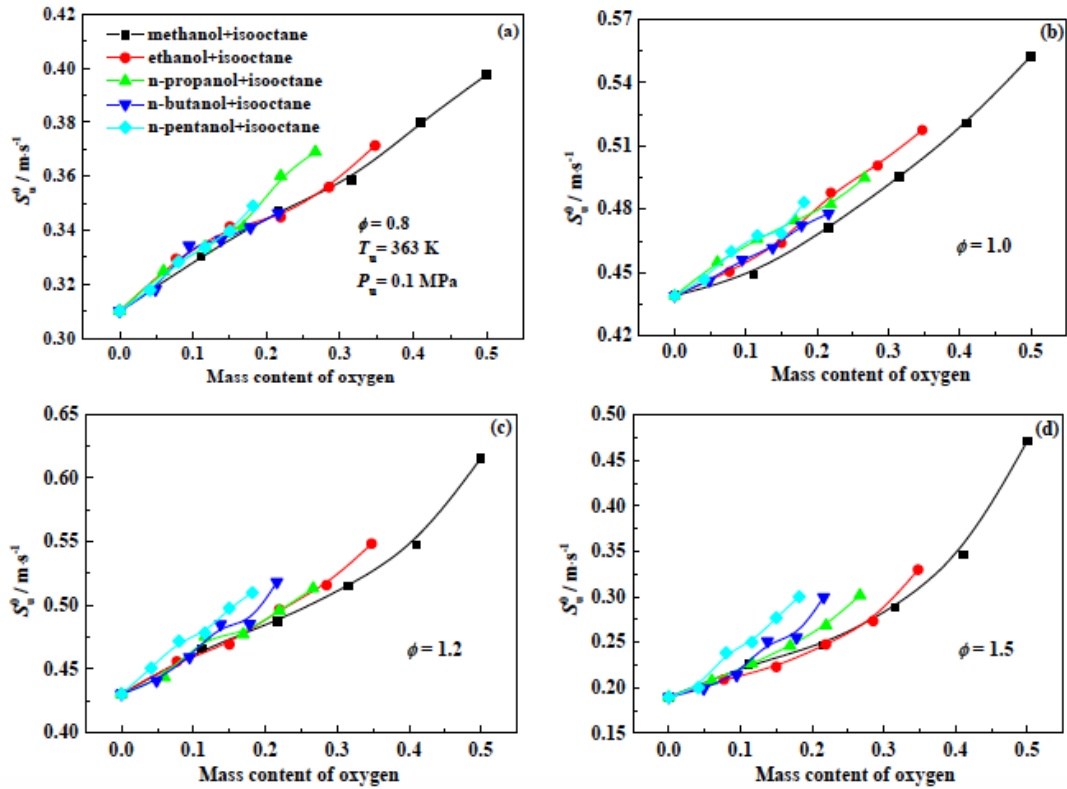 (a)
methanol+isooctane
ethanol+isooctane
n-propanol+isooctane
n-butanol+isooctane
n-pentanol+isooctane
ϕ = 0.8
T_u = 363 K
P_u = 0.1 MPa
S_u^0 / m·s^-1
0.42
0.40
0.38
0.36
0.34
0.32
0.30
0.0 0.1 0.2 0.3 0.4 0.5
Mass content of oxygen
(b)
ϕ = 1.0
S_u^0 / m·s^-1
0.57
0.54
0.51
0.48
0.45
0.42
0.0 0.1 0.2 0.3 0.4 0.5
Mass content of oxygen
(c)
ϕ = 1.2
S_u^0 / m·s^-1
0.65
0.60
0.55
0.50
0.45
0.40
0.0 0.1 0.2 0.3 0.4 0.5
Mass content of oxygen
(d)
ϕ = 1.5
S_u^0 / m·s^-1
0.50
0.45
0.40
0.35
0.30
0.25
0.20
0.15
0.0 0.1 0.2 0.3 0.4 0.5
Mass content of oxygen